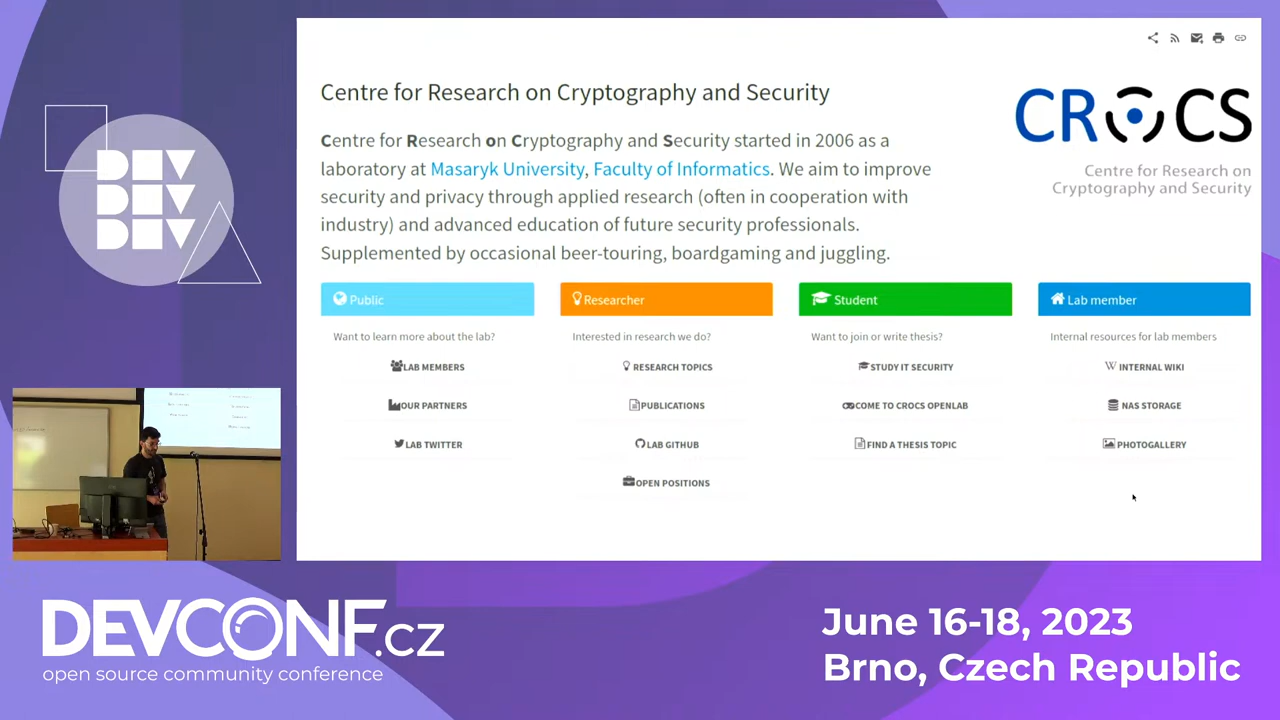 DEV
DEV
DEV
Centre for Research on Cryptography and Security
Centre for Research on Cryptography and Security started in 2006 as a
laboratory at Masaryk University, Faculty of Informatics. We aim to improve
security and privacy through applied research (often in cooperation with
industry) and advanced education of future security professionals.
Supplemented by occasional beer-touring, boardgaming and juggling.
CROCS
Centre for Research on
Cryptography and Security
Public
Want to learn more about the lab?
LAB MEMBERS
OUR PARTNERS
LAB TWITTER
Researcher
Interested in research we do?
RESEARCH TOPICS
PUBLICATIONS
LAB GITHUB
OPEN POSITIONS
Student
Want to join or write thesis?
STUDY IT SECURITY
COME TO CROCS OPENLAB
FIND A THESIS TOPIC
Lab member
Internal resources for lab members
INTERNAL WIKI
NAS STORAGE
PHOTOGALLERY
DEVCONF.cz
open source community conference
June 16-18, 2023
Brno, Czech Republic